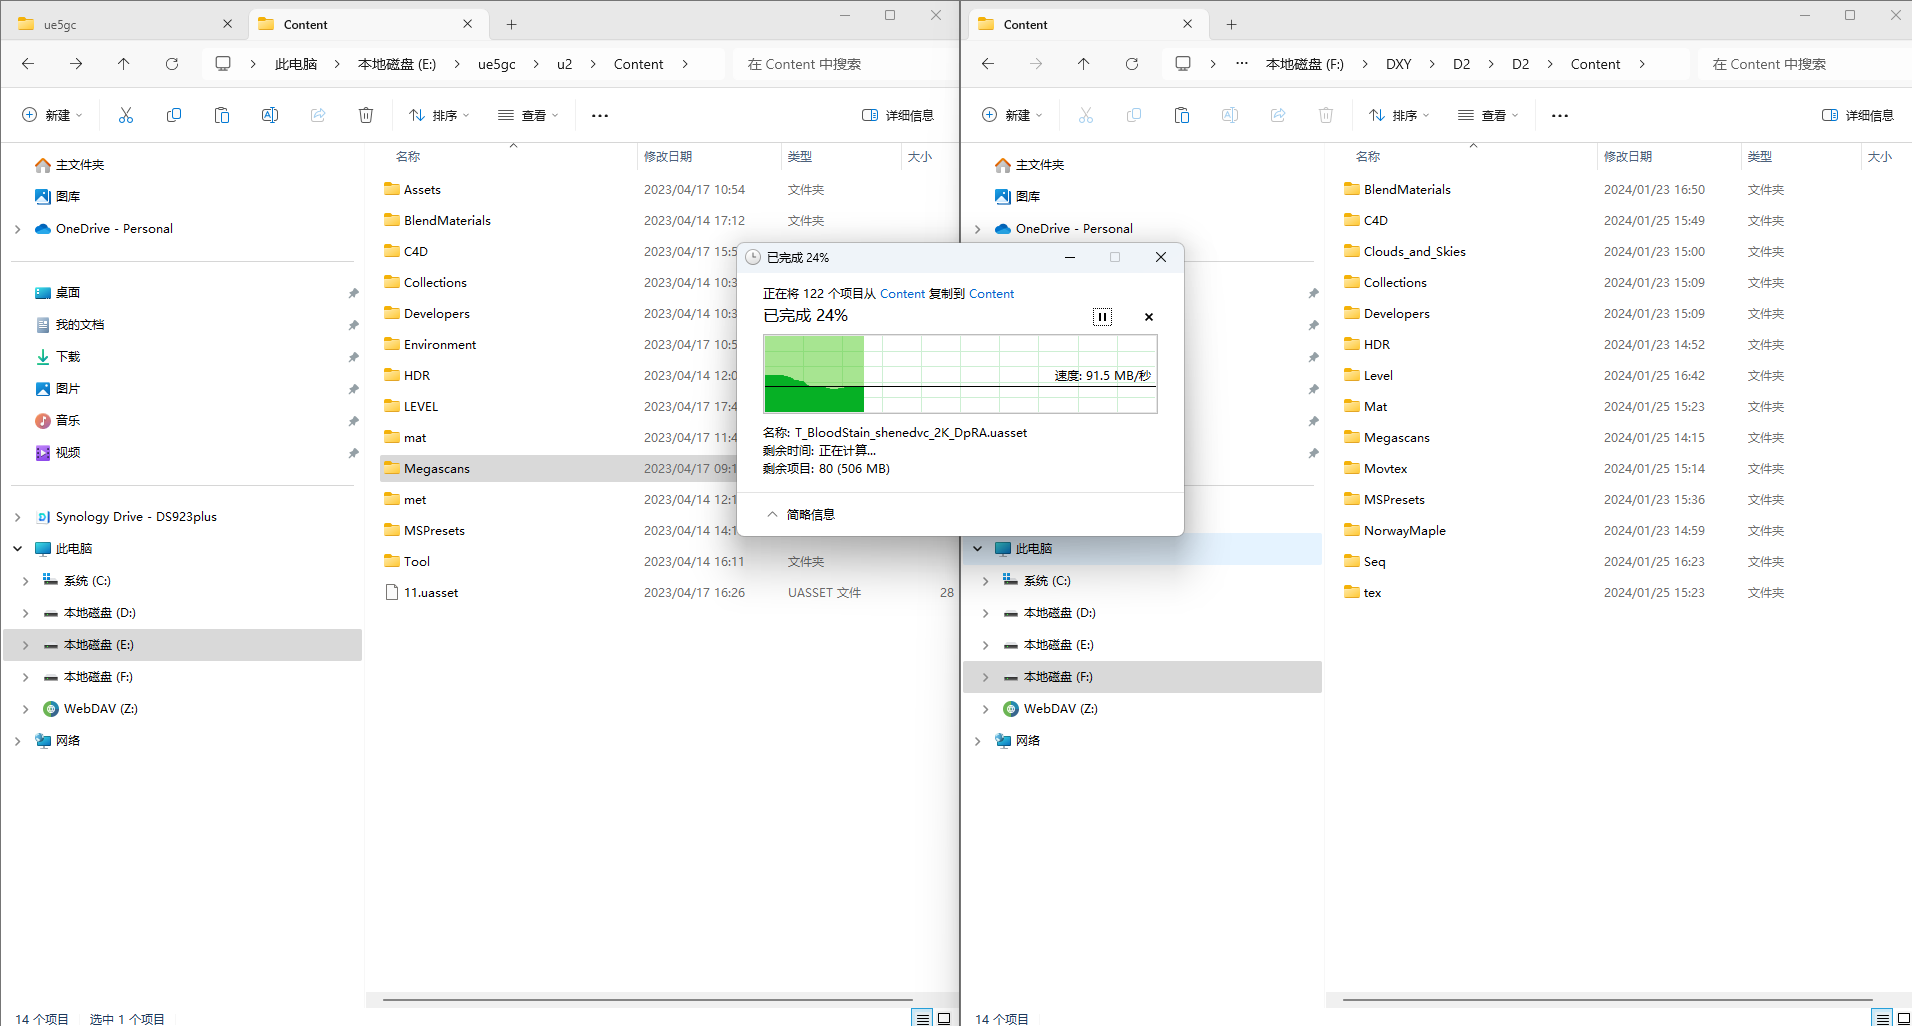 ue5gc
Content
此电脑
本地磁盘 (E:)
ue5gc
u2
Content
在 Content 中搜索
新建
排序
查看
详细信息
主文件夹
图库
OneDrive - Personal
桌面
我的文档
下载
图片
音乐
视频
Synology Drive - DS923plus
此电脑
系统 (C:)
本地磁盘 (D:)
本地磁盘 (E:)
本地磁盘 (F:)
WebDAV (Z:)
网络
名称 修改日期 类型 大小
Assets 2023/04/17 10:54 文件夹
BlendMaterials 2023/04/14 17:12 文件夹
C4D 2023/04/17 15:5
Collections 2023/04/14 10:3
Developers 2023/04/14 10:3
Environment 2023/04/17 10:5
HDR 2023/04/14 12:0
LEVEL 2023/04/17 17:4
mat 2023/04/17 11:4
Megascans 2023/04/17 09:1
met 2023/04/14 12:1
MSPresets 2023/04/14 14:1
Tool 2023/04/14 16:11 文件夹
11.uasset 2023/04/17 16:26 UASSET 文件 28
14 个项目 选中 1 个项目
已完成 24%
正在将 122 个项目从 Content 复制到 Content
已完成 24%
速度: 91.5 MB/秒
名称: T_BloodStain_shenedvc_2K_DpRA.uasset
剩余时间: 正在计算...
剩余项目: 80 (506 MB)
简略信息
Content
本地磁盘 (F:)
DXY
D2
D2
Content
在 Content 中搜索
新建
排序
查看
详细信息
主文件夹
图库
OneDrive - Personal
此电脑
系统 (C:)
本地磁盘 (D:)
本地磁盘 (E:)
本地磁盘 (F:)
WebDAV (Z:)
网络
名称 修改日期 类型 大小
BlendMaterials 2024/01/23 16:50 文件夹
C4D 2024/01/25 15:49 文件夹
Clouds_and_Skies 2024/01/23 15:00 文件夹
Collections 2024/01/23 15:09 文件夹
Developers 2024/01/23 15:09 文件夹
HDR 2024/01/23 14:52 文件夹
Level 2024/01/25 16:42 文件夹
Mat 2024/01/25 15:23 文件夹
Megascans 2024/01/23 14:15 文件夹
Movtex 2024/01/25 15:14 文件夹
MSPresets 2024/01/23 15:36 文件夹
NorwayMaple 2024/01/23 14:59 文件夹
Seq 2024/01/25 16:23 文件夹
tex 2024/01/25 15:23 文件夹
14 个项目